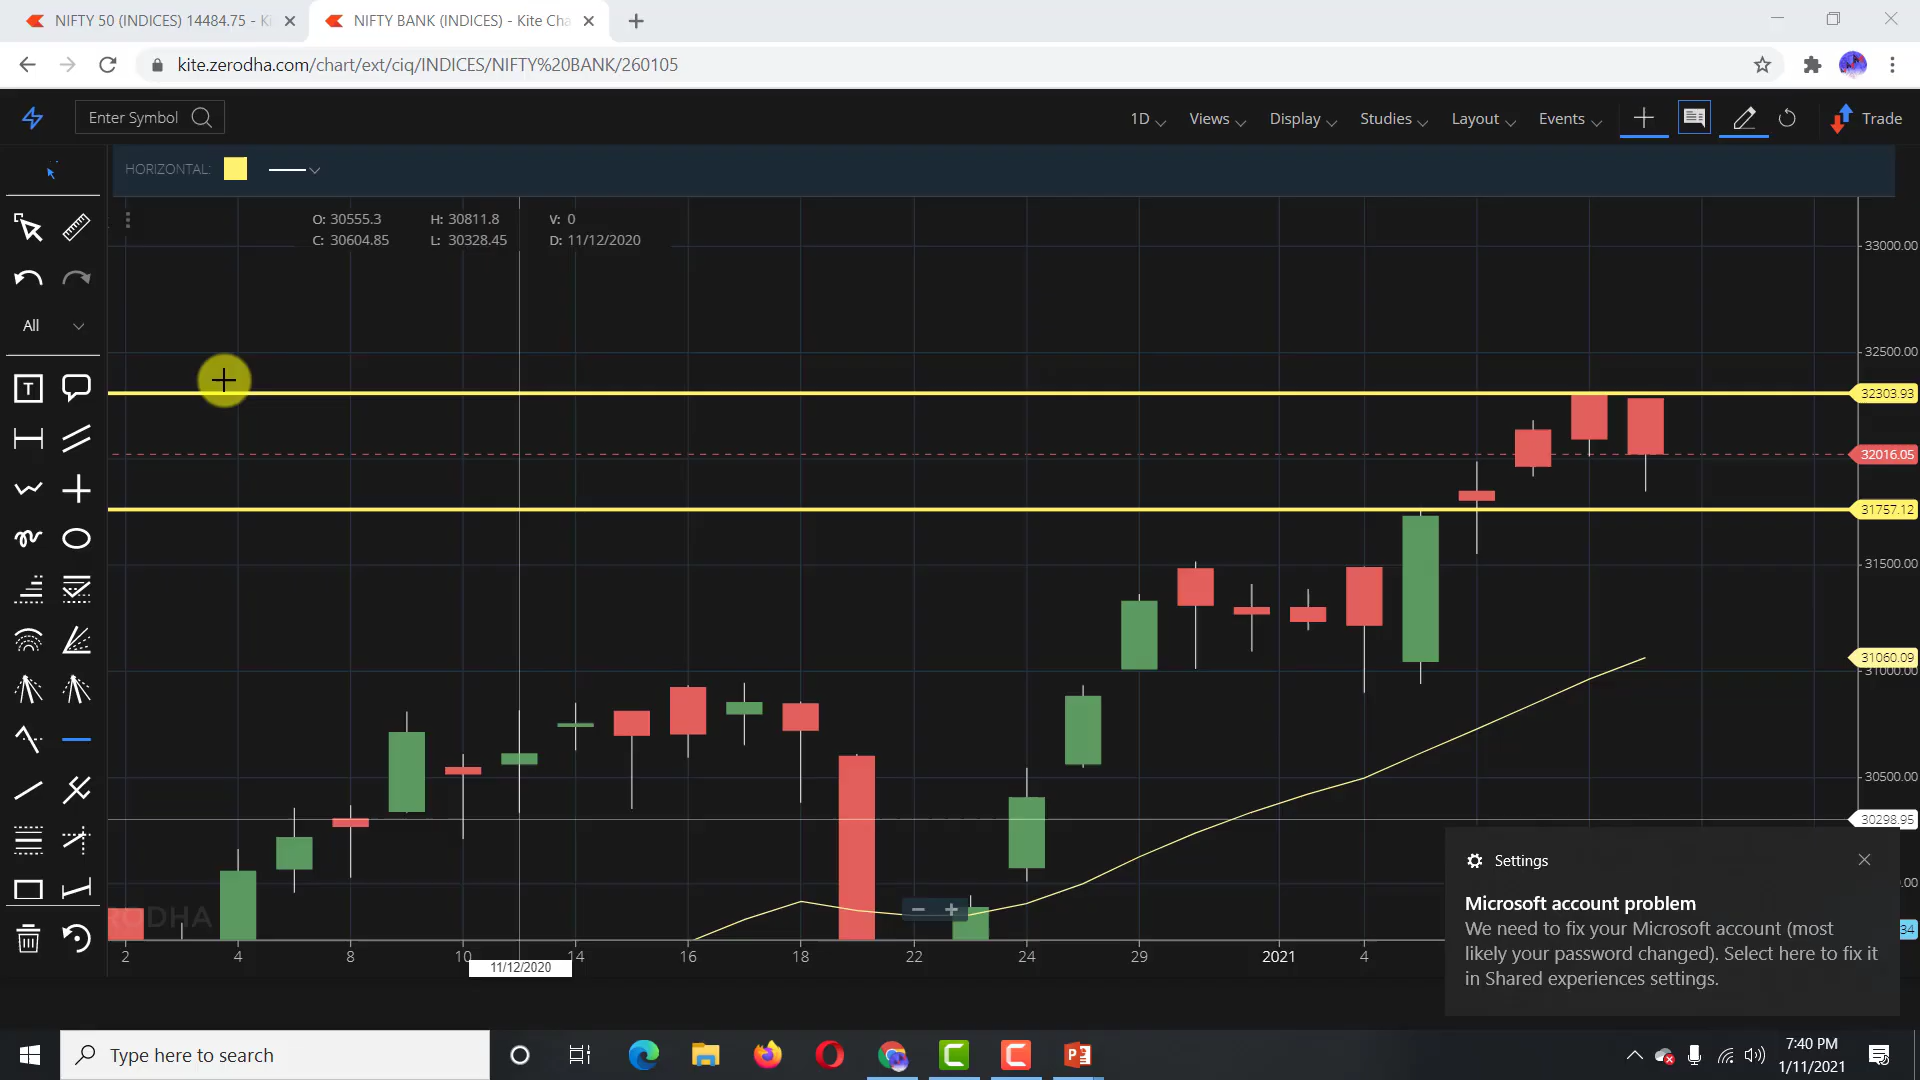 NIFTY 50 (INDICES) 14484.75 - Ki
NIFTY BANK (INDICES) - Kite Cha
kite.zerodha.com/chart/ext/ciq/INDICES/NIFTY%20BANK/260105
Enter Symbol
1D Views Display Studies Layout Events Trade
HORIZONTAL:
O: 30555.3 H: 30811.8 V: 0
C: 30604.85 L: 30328.45 D: 11/12/2020
All
T
33000.00
32500.00
32303.93
32016.05
31757.12
31500.00
31060.09
31000.00
30500.00
30298.95
Settings
Microsoft account problem
We need to fix your Microsoft account (most
likely your password changed). Select here to fix it
in Shared experiences settings.
RODHA
34
2 4 8 10 14 16 18 22 24 29 2021 4
11/12/2020
Type here to search
7:40 PM
1/11/2021